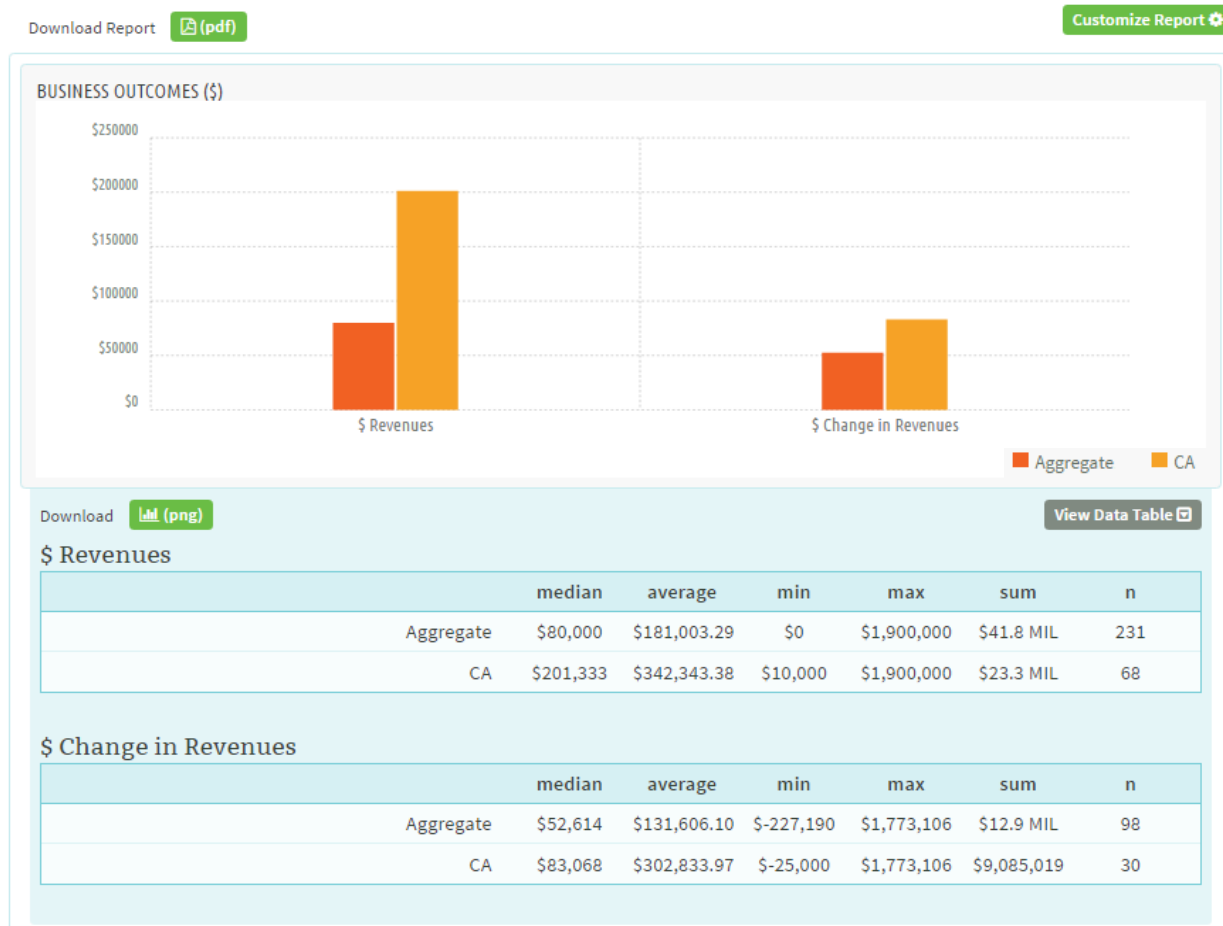 Download Report (pdf) Customize Report
BUSINESS OUTCOMES ($)
$250000
$200000
$150000
$100000
$50000
$0
$ Revenues $ Change in Revenues
Aggregate CA
Download (png) View Data Table
$ Revenues
median average min max sum n
Aggregate $80,000 $181,003.29 $0 $1,900,000 $41.8 MIL 231
CA $201,333 $342,343.38 $10,000 $1,900,000 $23.3 MIL 68
$ Change in Revenues
median average min max sum n
Aggregate $52,614 $131,606.10 $-227,190 $1,773,106 $12.9 MIL 98
CA $83,068 $302,833.97 $-25,000 $1,773,106 $9,085,019 30